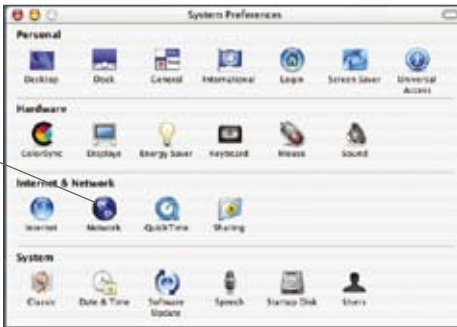 System Preferences
Personal
Desktop Dock General International Login Screen Saver Universal Access
Hardware
ColorSync Displays Energy Saver Keyboard Mouse Sound
Internet & Network
Internet Network QuickTime Sharing
System
Classic Date & Time Software Update Speech Startup Disk Users